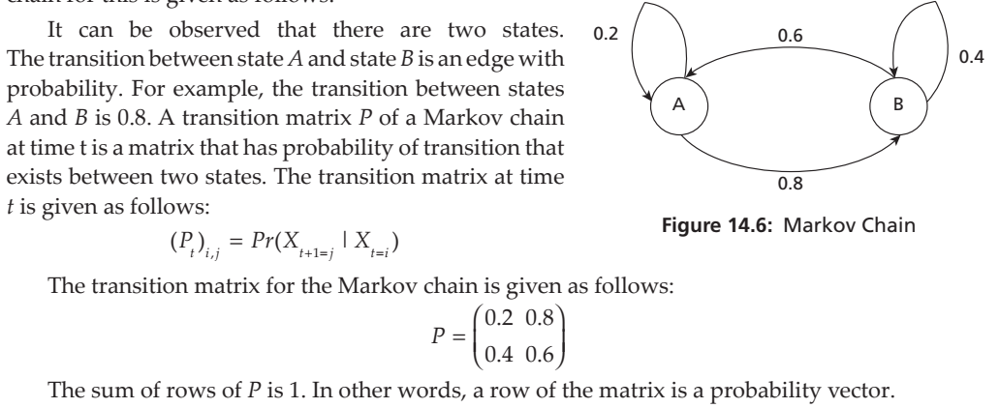 chain for this is given as follows.
It can be observed that there are two states.
The transition between state A and state B is an edge with
probability. For example, the transition between states
A and B is 0.8. A transition matrix P of a Markov chain
at time t is a matrix that has probability of transition that
exists between two states. The transition matrix at time
t is given as follows:
(P_t)_{i,j} = Pr(X_{t+1=j} | X_{t=i})
0.2
0.6
0.4
A
B
0.8
Figure 14.6: Markov Chain
The transition matrix for the Markov chain is given as follows:
P = (0.2 0.8
0.4 0.6)
The sum of rows of P is 1. In other words, a row of the matrix is a probability vector.